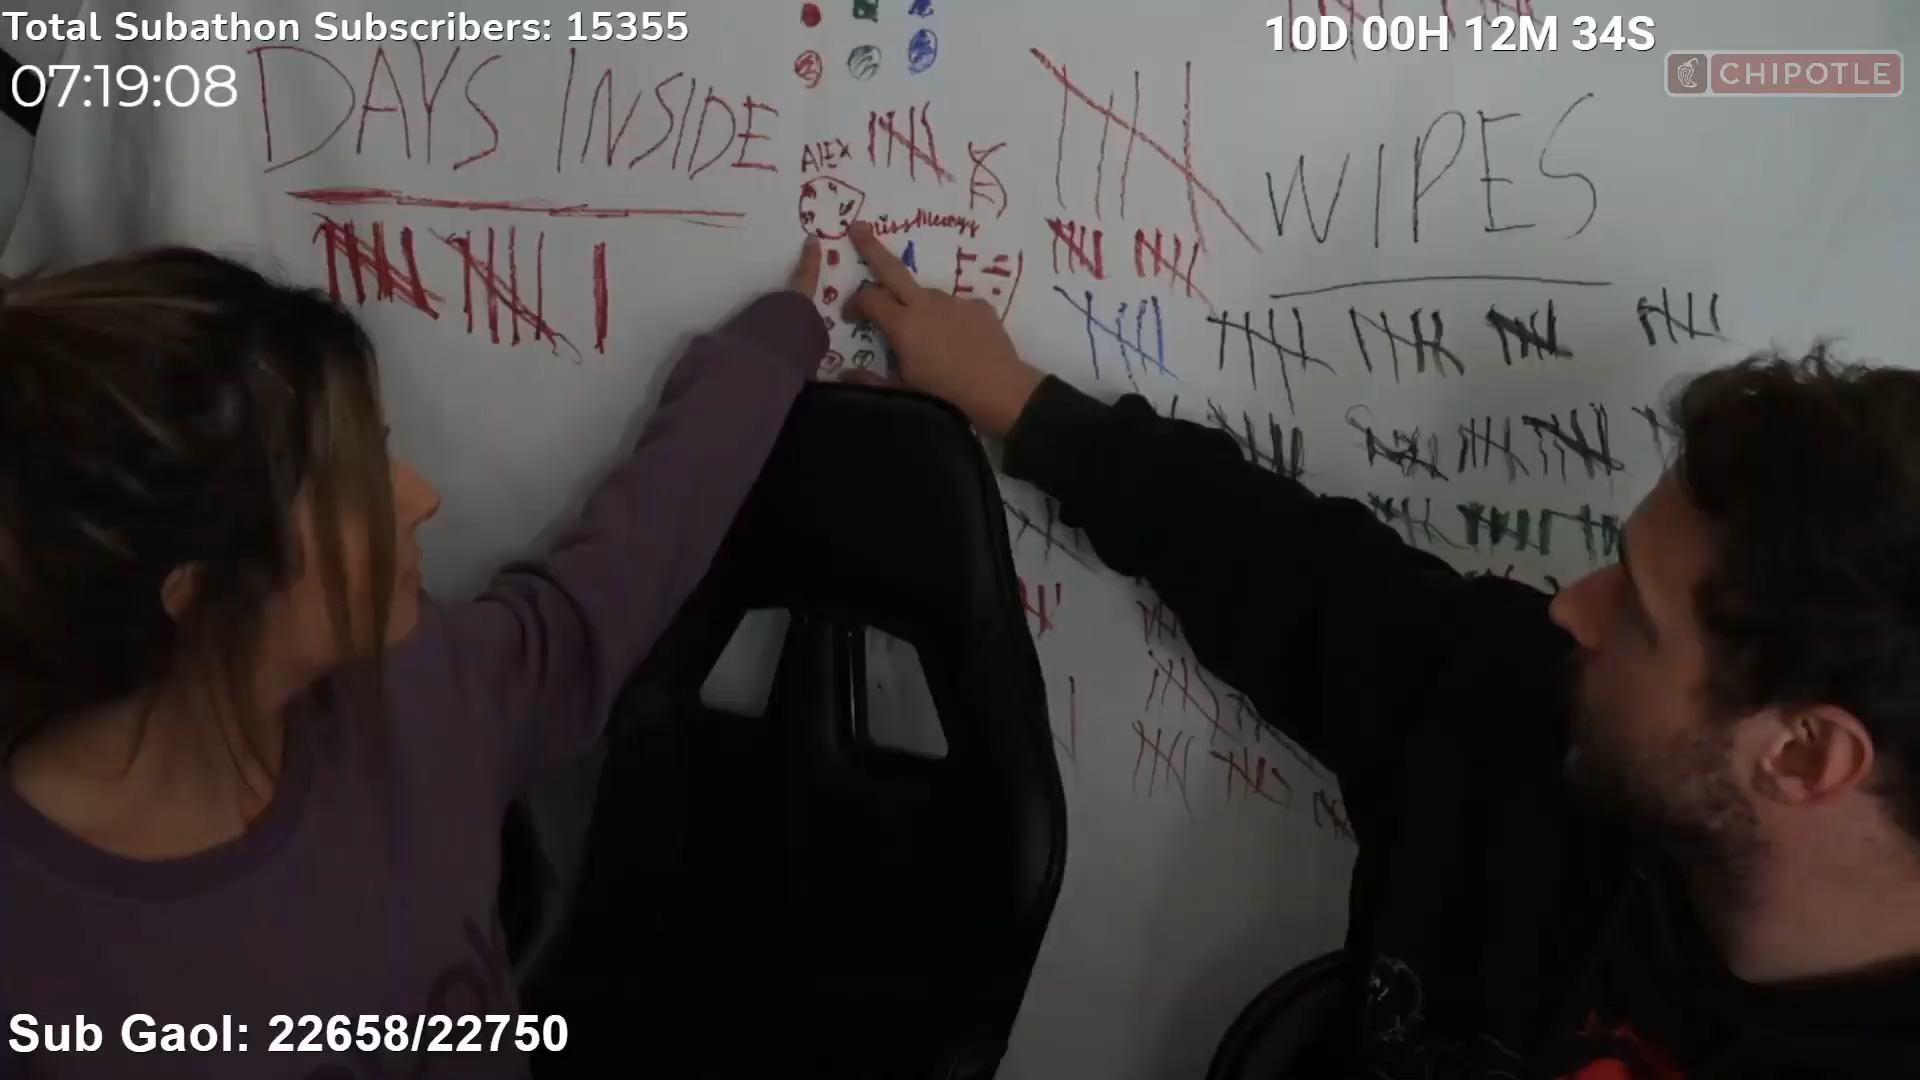 Total Subathon Subscribers: 15355
07:19:08
10D 00H 12M 34S
CHIPOTLE
DAYS INSIDE
ALEX
WIPES
Sub Gaol: 22658/22750